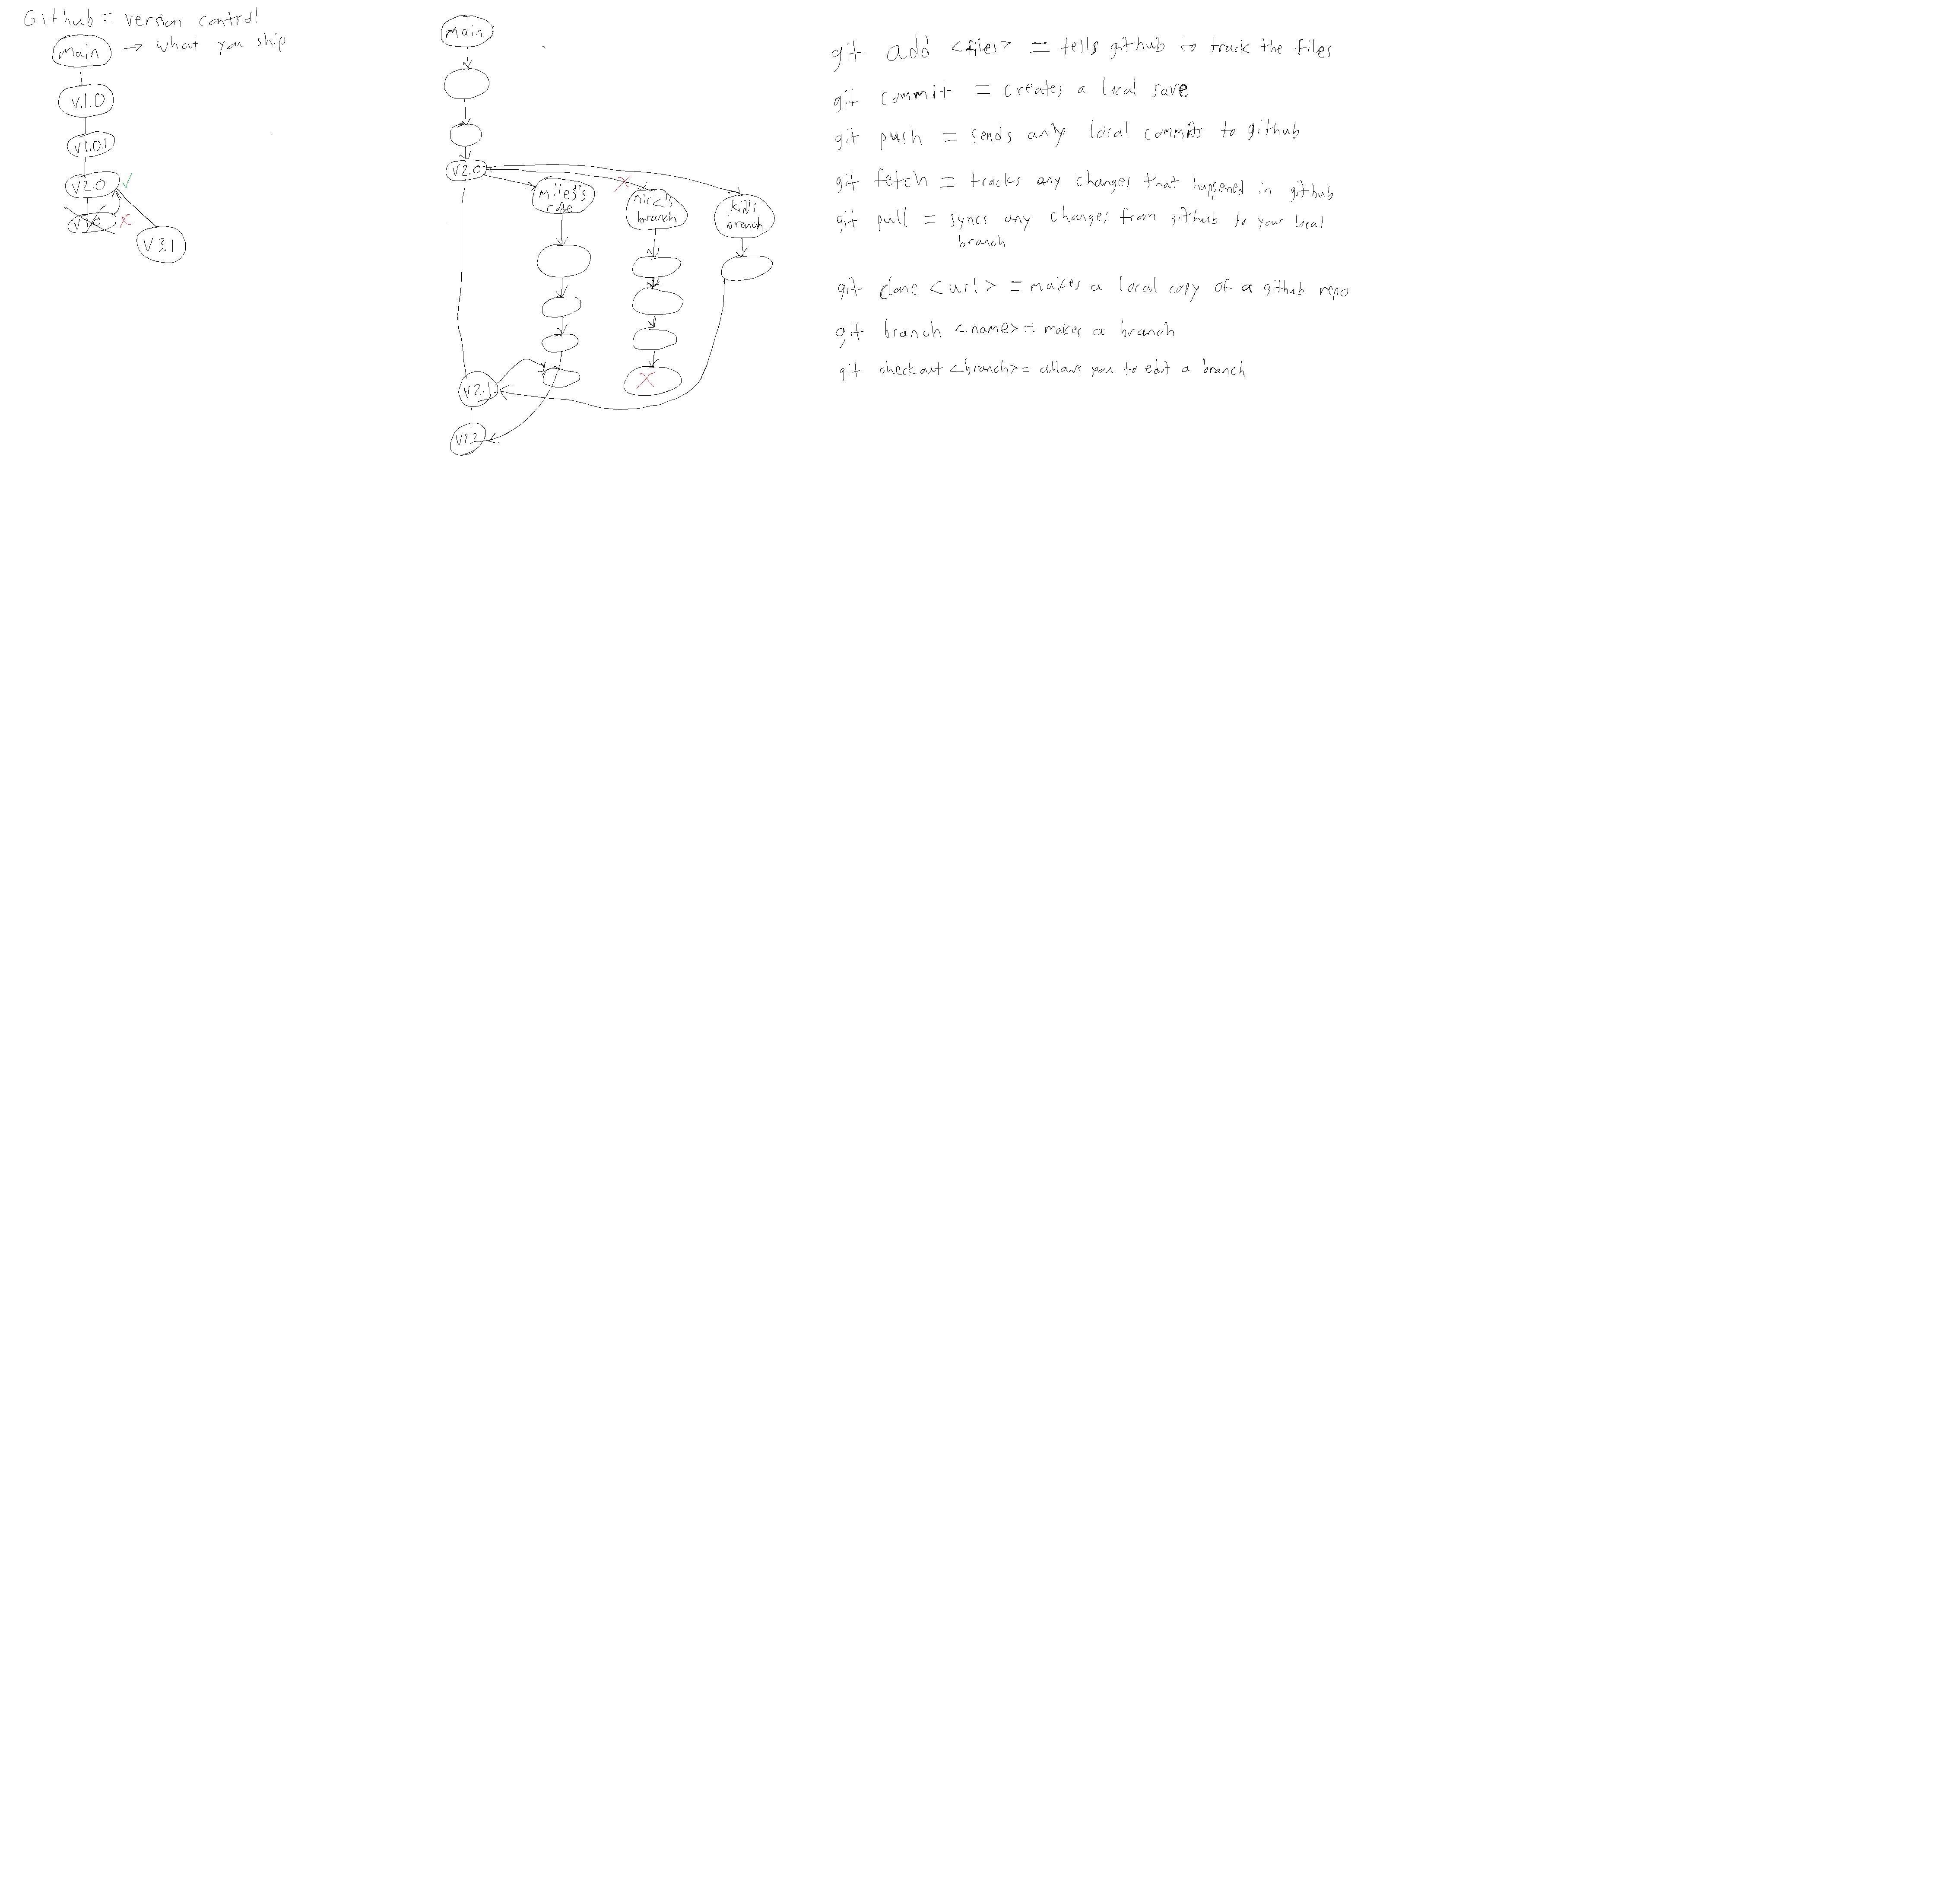 Github = version control
main → what you ship
v.1.0
v1.0.1
v2.0
v3.0
v 3.1
main
v2.0
miles's
code
nick's
branch
kid's
branch
v2.1
v2.2
git add <files> = tells github to track the files
git commit = creates a local save
git push = sends any local commits to github
git fetch = tracks any changes that happened in github
git pull = syncs any changes from github to your local
branch
git clone <url> = makes a local copy of a github repo
git branch <name> = makes a branch
git checkout <branch> = allows you to edit a branch